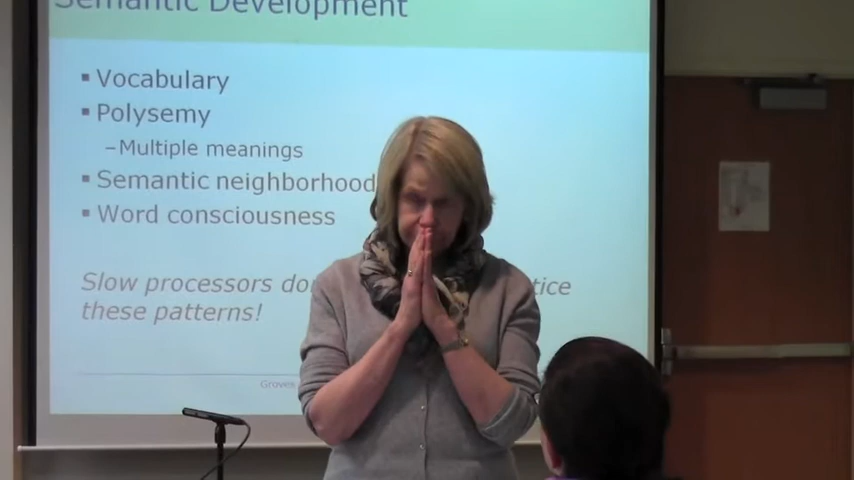 Semantic Development
▪ Vocabulary
▪ Polysemy
–Multiple meanings
▪ Semantic neighborhood
▪ Word consciousness
Slow processors do tice
these patterns!
Groves